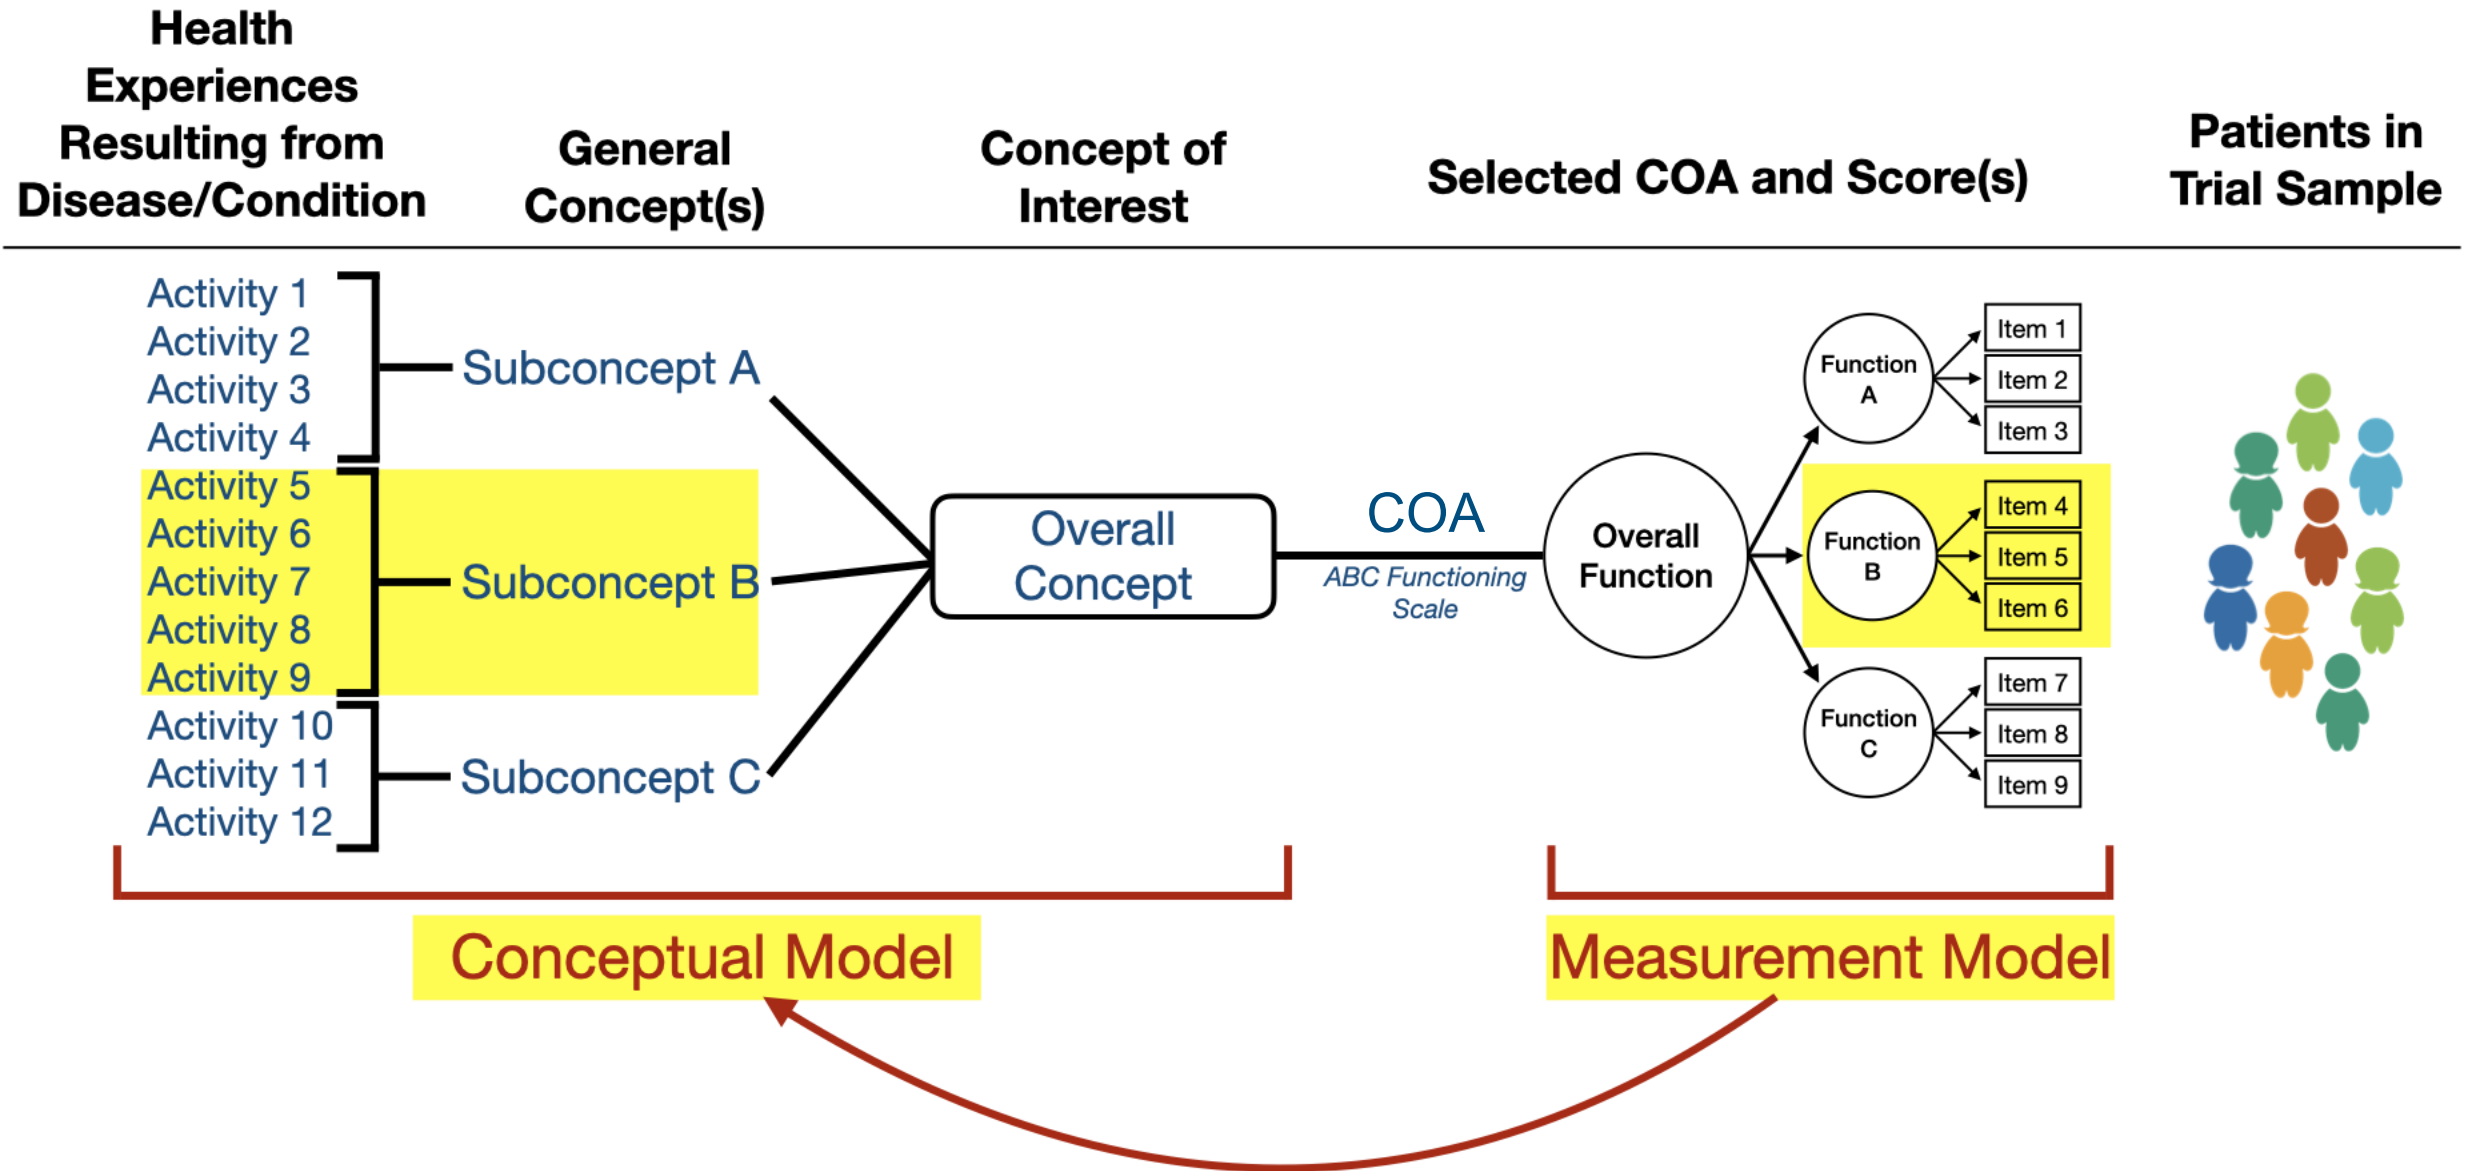 Health
Experiences
Resulting from
Disease/Condition
General
Concept(s)
Concept of
Interest
Selected COA and Score(s)
Patients in
Trial Sample
Activity 1
Activity 2
Activity 3
Activity 4
Activity 5
Activity 6
Activity 7
Activity 8
Activity 9
Activity 10
Activity 11
Activity 12
Subconcept A
Subconcept B
Subconcept C
Overall
Concept
COA
ABC Functioning
Scale
Overall
Function
Function
A
Item 1
Item 2
Item 3
Function
B
Item 4
Item 5
Item 6
Function
C
Item 7
Item 8
Item 9
Conceptual Model
Measurement Model